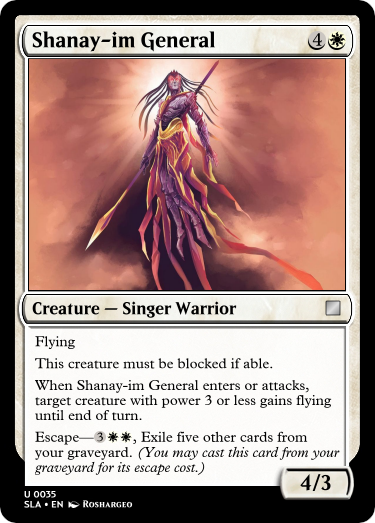 Shanay-im General 4
Creature — Singer Warrior
Flying
This creature must be blocked if able.
When Shanay-im General enters or attacks,
target creature with power 3 or less gains flying
until end of turn.
Escape—3, Exile five other cards from
your graveyard. (You may cast this card from your
graveyard for its escape cost.)
4/3
U 0035
SLA • EN Roshargeo